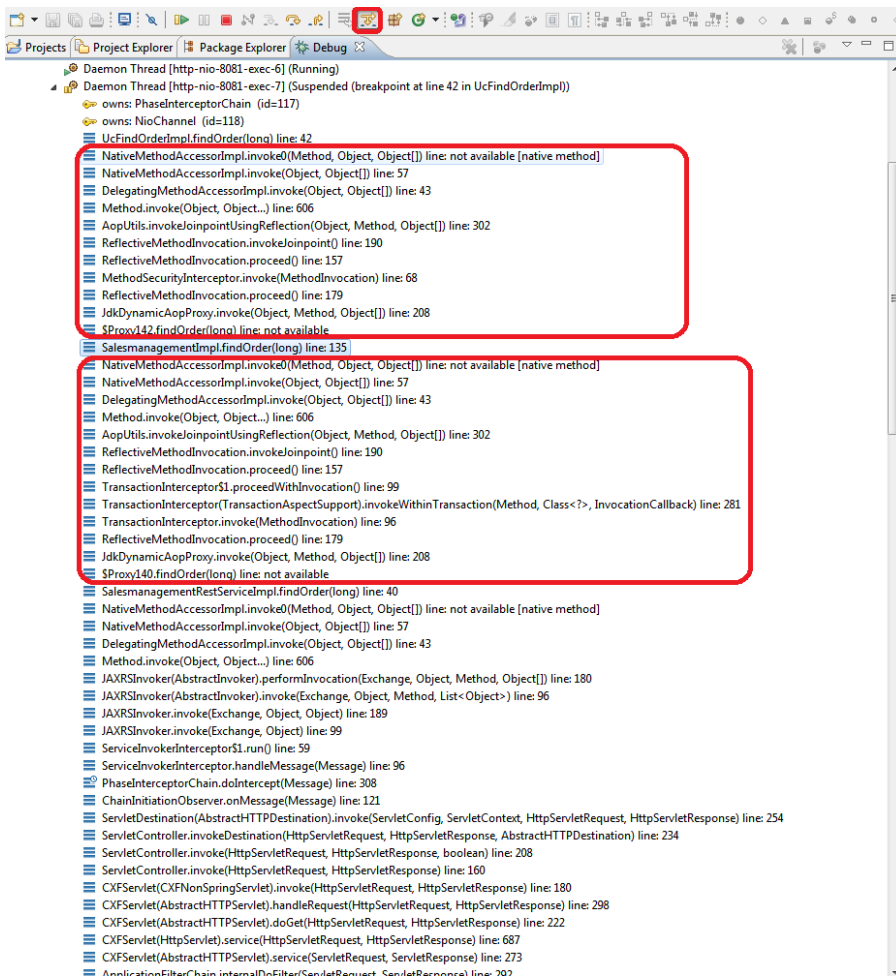 Projects Project Explorer Package Explorer Debug
Daemon Thread [http-nio-8081-exec-6] (Running)
Daemon Thread [http-nio-8081-exec-7] (Suspended (breakpoint at line 42 in UcFindOrderImpl))
owns: PhaseInterceptorChain (id=117)
owns: NioChannel (id=118)
UcFindOrderImpl.findOrder(long) line: 42
NativeMethodAccessorImpl.invoke0(Method, Object, Object[]) line: not available [native method]
NativeMethodAccessorImpl.invoke(Object, Object[]) line: 57
DelegatingMethodAccessorImpl.invoke(Object, Object[]) line: 43
Method.invoke(Object, Object...) line: 606
AopUtils.invokeJoinpointUsingReflection(Object, Method, Object[]) line: 302
ReflectiveMethodInvocation.invokeJoinpoint() line: 190
ReflectiveMethodInvocation.proceed() line: 157
MethodSecurityInterceptor.invoke(MethodInvocation) line: 68
ReflectiveMethodInvocation.proceed() line: 179
JdkDynamicAopProxy.invoke(Object, Method, Object[]) line: 208
$Proxy142.findOrder(long) line: not available
SalesmanagementImpl.findOrder(long) line: 135
NativeMethodAccessorImpl.invoke0(Method, Object, Object[]) line: not available [native method]
NativeMethodAccessorImpl.invoke(Object, Object[]) line: 57
DelegatingMethodAccessorImpl.invoke(Object, Object[]) line: 43
Method.invoke(Object, Object...) line: 606
AopUtils.invokeJoinpointUsingReflection(Object, Method, Object[]) line: 302
ReflectiveMethodInvocation.invokeJoinpoint() line: 190
ReflectiveMethodInvocation.proceed() line: 157
TransactionInterceptor$1.proceedWithInvocation() line: 99
TransactionInterceptor(TransactionAspectSupport).invokeWithinTransaction(Method, Class<?>, InvocationCallback) line: 281
TransactionInterceptor.invoke(MethodInvocation) line: 96
ReflectiveMethodInvocation.proceed() line: 179
JdkDynamicAopProxy.invoke(Object, Method, Object[]) line: 208
$Proxy140.findOrder(long) line: not available
SalesmanagementRestServiceImpl.findOrder(long) line: 40
NativeMethodAccessorImpl.invoke0(Method, Object, Object[]) line: not available [native method]
NativeMethodAccessorImpl.invoke(Object, Object[]) line: 57
DelegatingMethodAccessorImpl.invoke(Object, Object[]) line: 43
Method.invoke(Object, Object...) line: 606
JAXRSInvoker(AbstractInvoker).performInvocation(Exchange, Object, Method, Object[]) line: 180
JAXRSInvoker(AbstractInvoker).invoke(Exchange, Object, Method, List<Object>) line: 96
JAXRSInvoker.invoke(Exchange, Object, Object) line: 189
JAXRSInvoker.invoke(Exchange, Object) line: 99
ServiceInvokerInterceptor$1.run() line: 59
ServiceInvokerInterceptor.handleMessage(Message) line: 96
PhaseInterceptorChain.doIntercept(Message) line: 308
ChainInitiationObserver.onMessage(Message) line: 121
ServletDestination(AbstractHTTPDestination).invoke(ServletConfig, ServletContext, HttpServletRequest, HttpServletResponse) line: 254
ServletController.invokeDestination(HttpServletRequest, HttpServletResponse, AbstractHTTPDestination) line: 234
ServletController.invoke(HttpServletRequest, HttpServletResponse, boolean) line: 208
ServletController.invoke(HttpServletRequest, HttpServletResponse) line: 160
CXFServlet(CXFNonSpringServlet).invoke(HttpServletRequest, HttpServletResponse) line: 180
CXFServlet(AbstractHTTPServlet).handleRequest(HttpServletRequest, HttpServletResponse) line: 298
CXFServlet(AbstractHTTPServlet).doGet(HttpServletRequest, HttpServletResponse) line: 222
CXFServlet(HttpServlet).service(HttpServletRequest, HttpServletResponse) line: 687
CXFServlet(AbstractHTTPServlet).service(ServletRequest, ServletResponse) line: 273
ApplicationFilterChain.internalDoFilter(ServletRequest, ServletResponse) line: 292